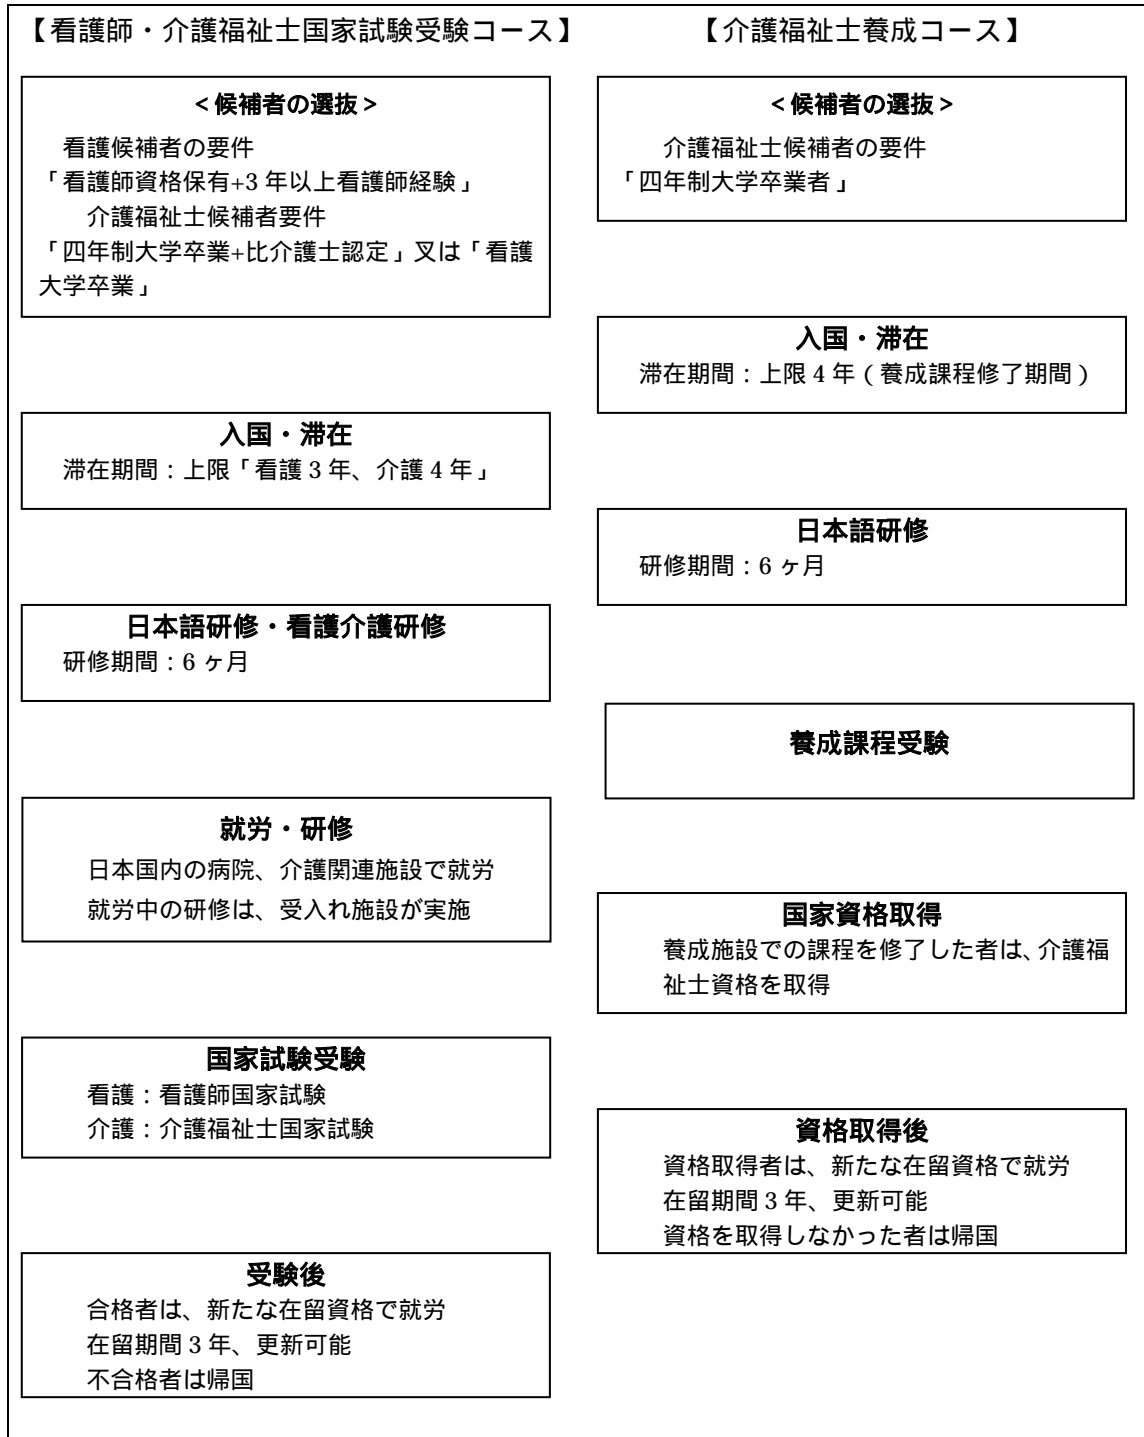 【看護師・介護福祉士国家試験受験コース】
＜候補者の選抜＞
看護候補者の要件
「看護師資格保有+3 年以上看護師経験」
介護福祉士候補者要件
「四年制大学卒業+比介護士認定」叉は「看護
大学卒業」
入国・滞在
滞在期間：上限「看護 3 年、介護 4 年」
日本語研修・看護介護研修
研修期間：6 ヶ月
就労・研修
日本国内の病院、介護関連施設で就労
就労中の研修は、受入れ施設が実施
国家試験受験
看護：看護師国家試験
介護：介護福祉士国家試験
受験後
合格者は、新たな在留資格で就労
在留期間 3 年、更新可能
不合格者は帰国
【介護福祉士養成コース】
＜候補者の選抜＞
介護福祉士候補者の要件
「四年制大学卒業者」
入国・滞在
滞在期間：上限 4 年（養成課程修了期間）
日本語研修
研修期間：6 ヶ月
養成課程受験
国家資格取得
養成施設での課程を修了した者は、介護福
祉士資格を取得
資格取得後
資格取得者は、新たな在留資格で就労
在留期間 3 年、更新可能
資格を取得しなかった者は帰国